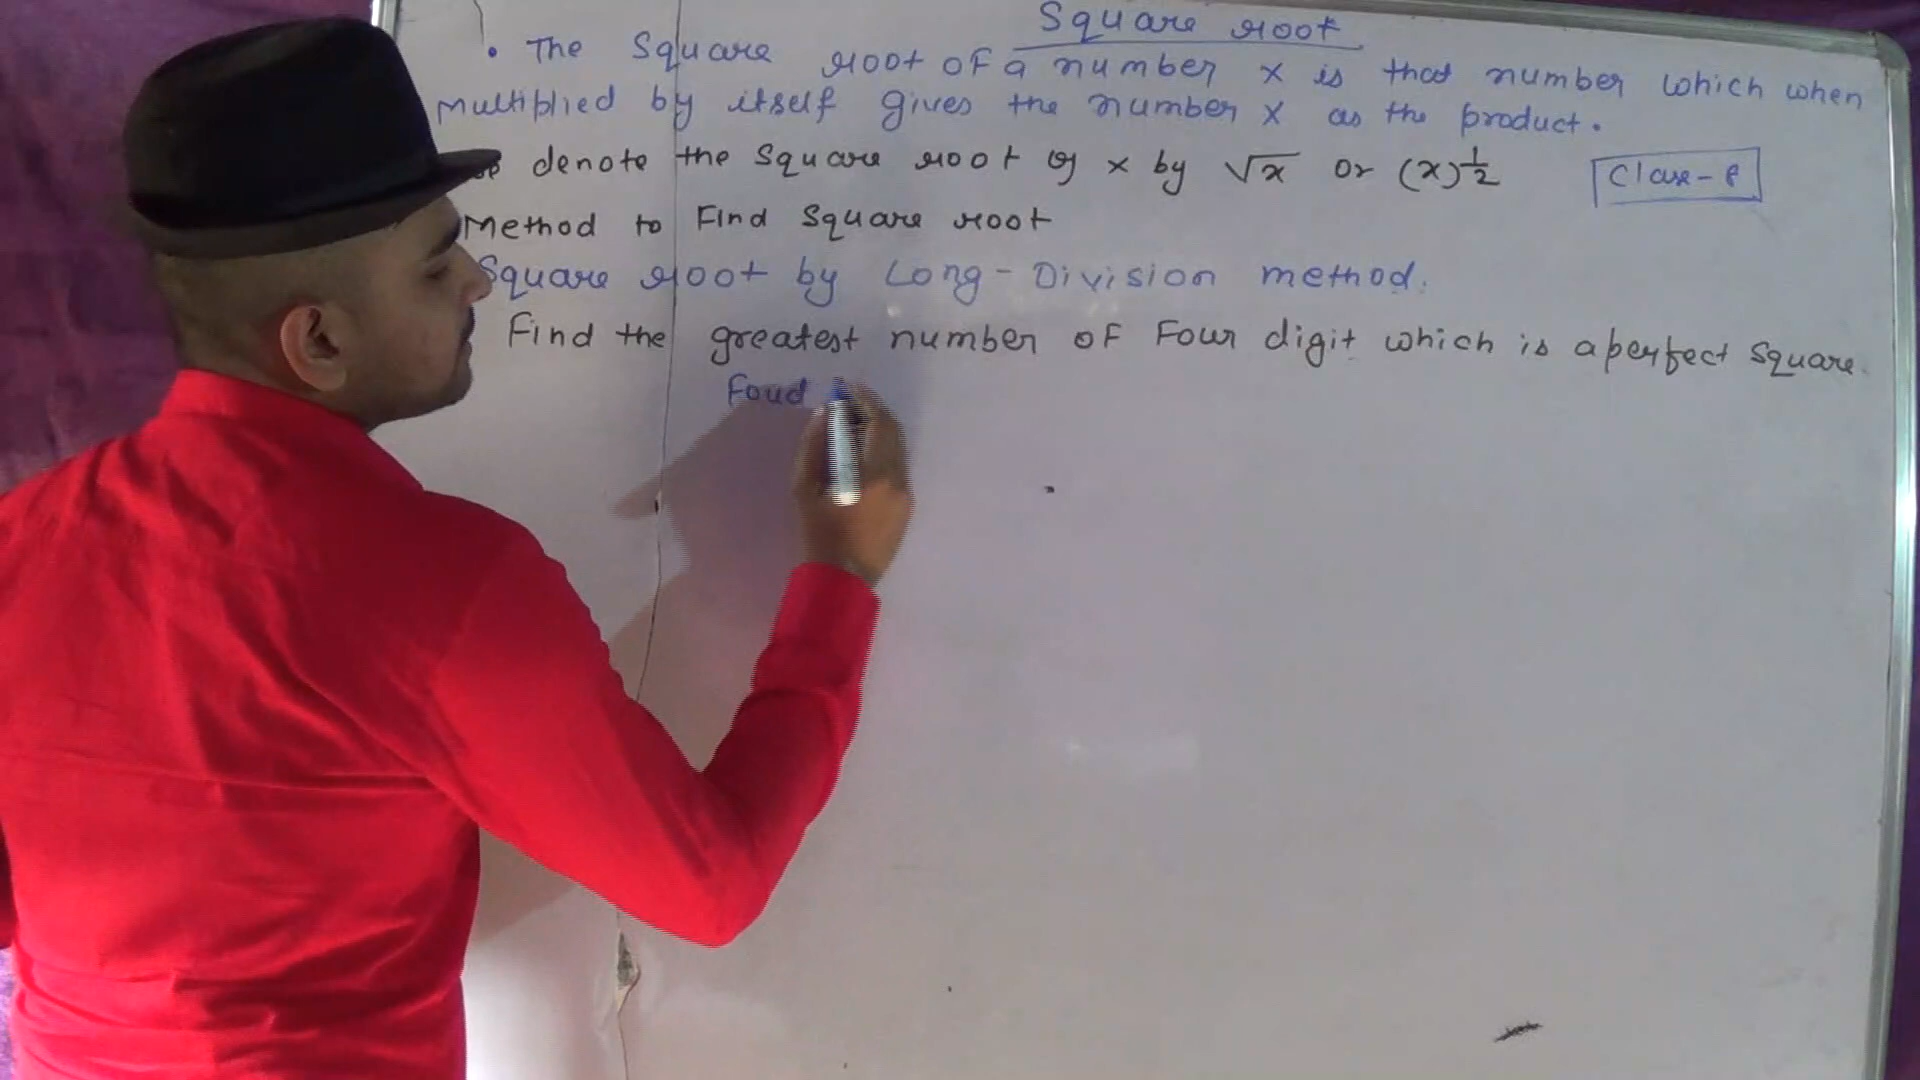 Square root
• The Square root of a number x is that number which when
multiplied by itself gives the number x as the product.
denote the square root of x by √x or (x)^1/2
Class-8
Method to Find Square root
Square root by Long-Division method.
Find the greatest number of Four digit which is a perfect square.
Foud